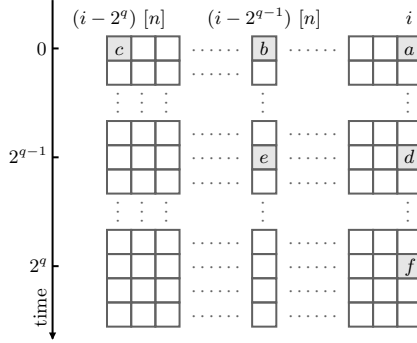 (i − 2^q) [n] (i − 2^{q−1}) [n] i
0 c b a
2^{q−1} e d
2^q f
time